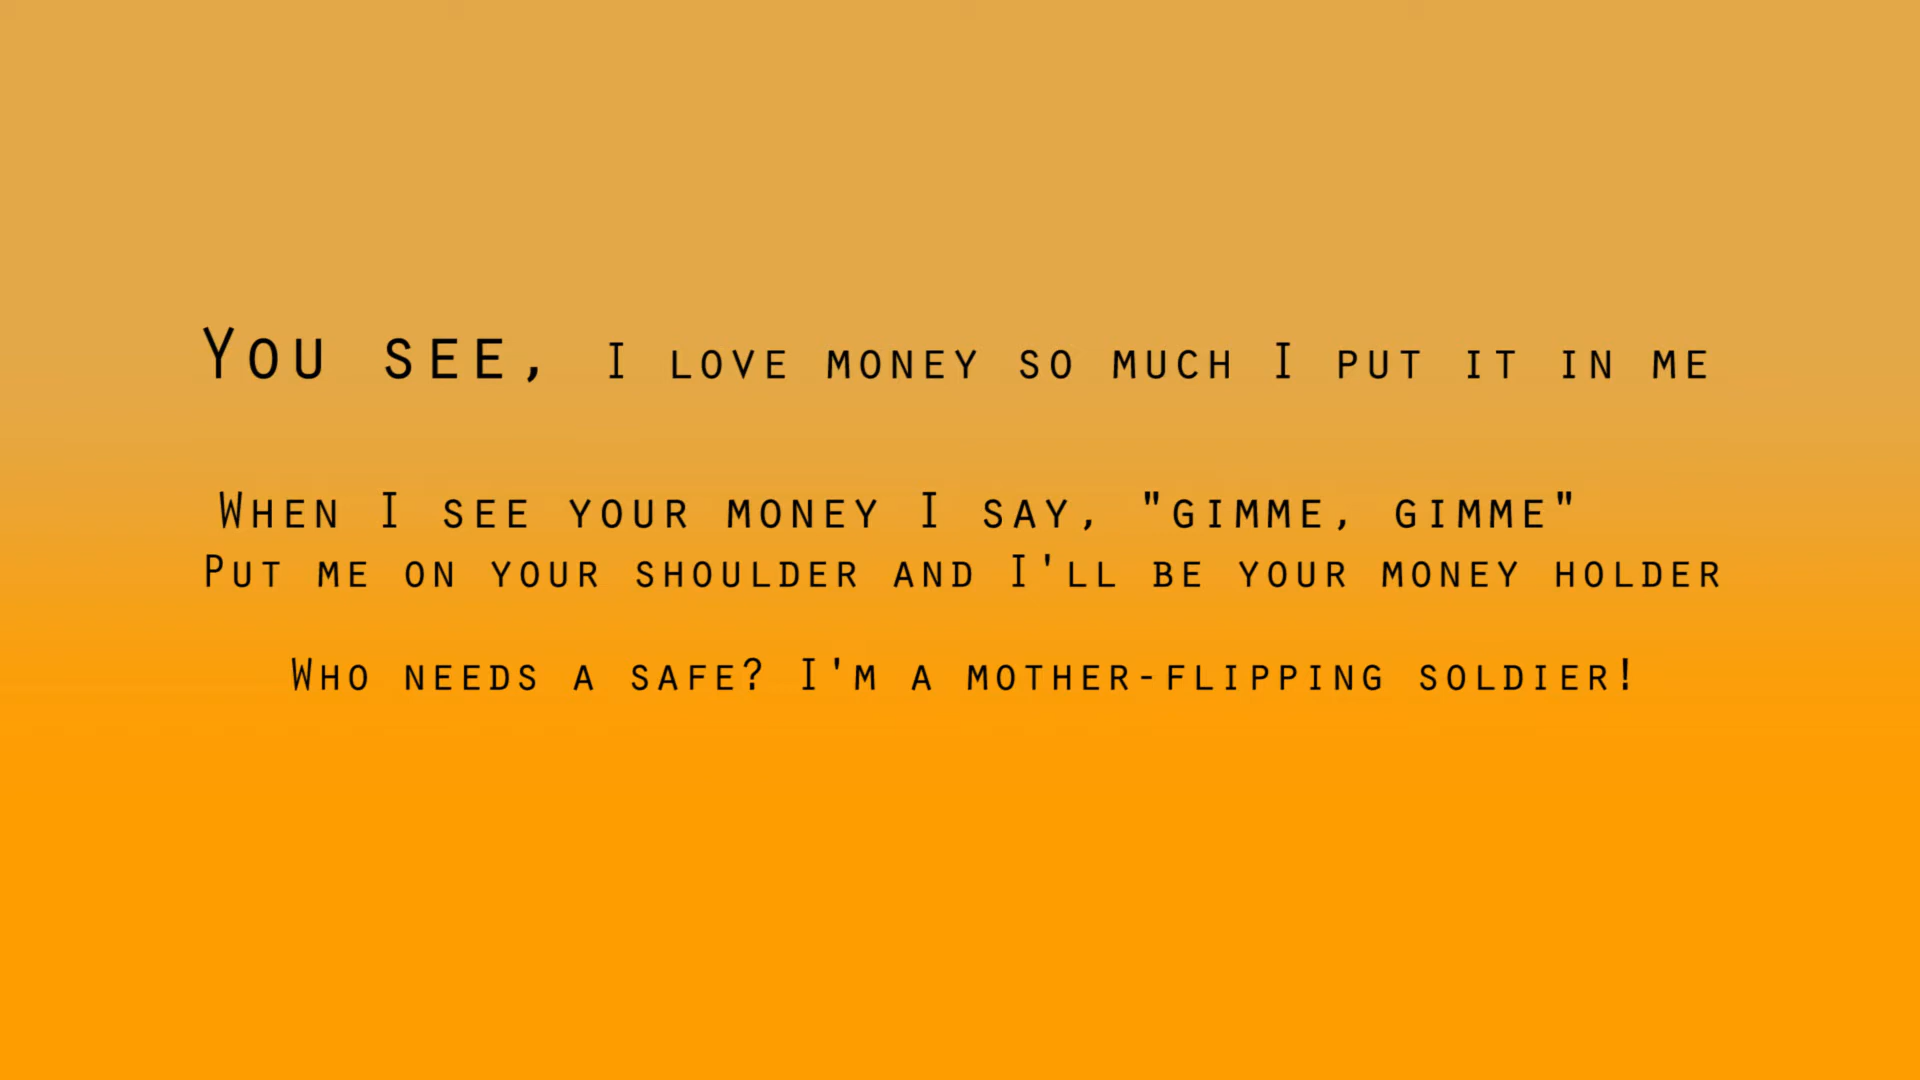 You see, I love money so much I put it in me
When I see your money I say, "gimme, gimme"
Put me on your shoulder and I'll be your money holder
Who needs a safe? I'm a mother-flipping soldier!